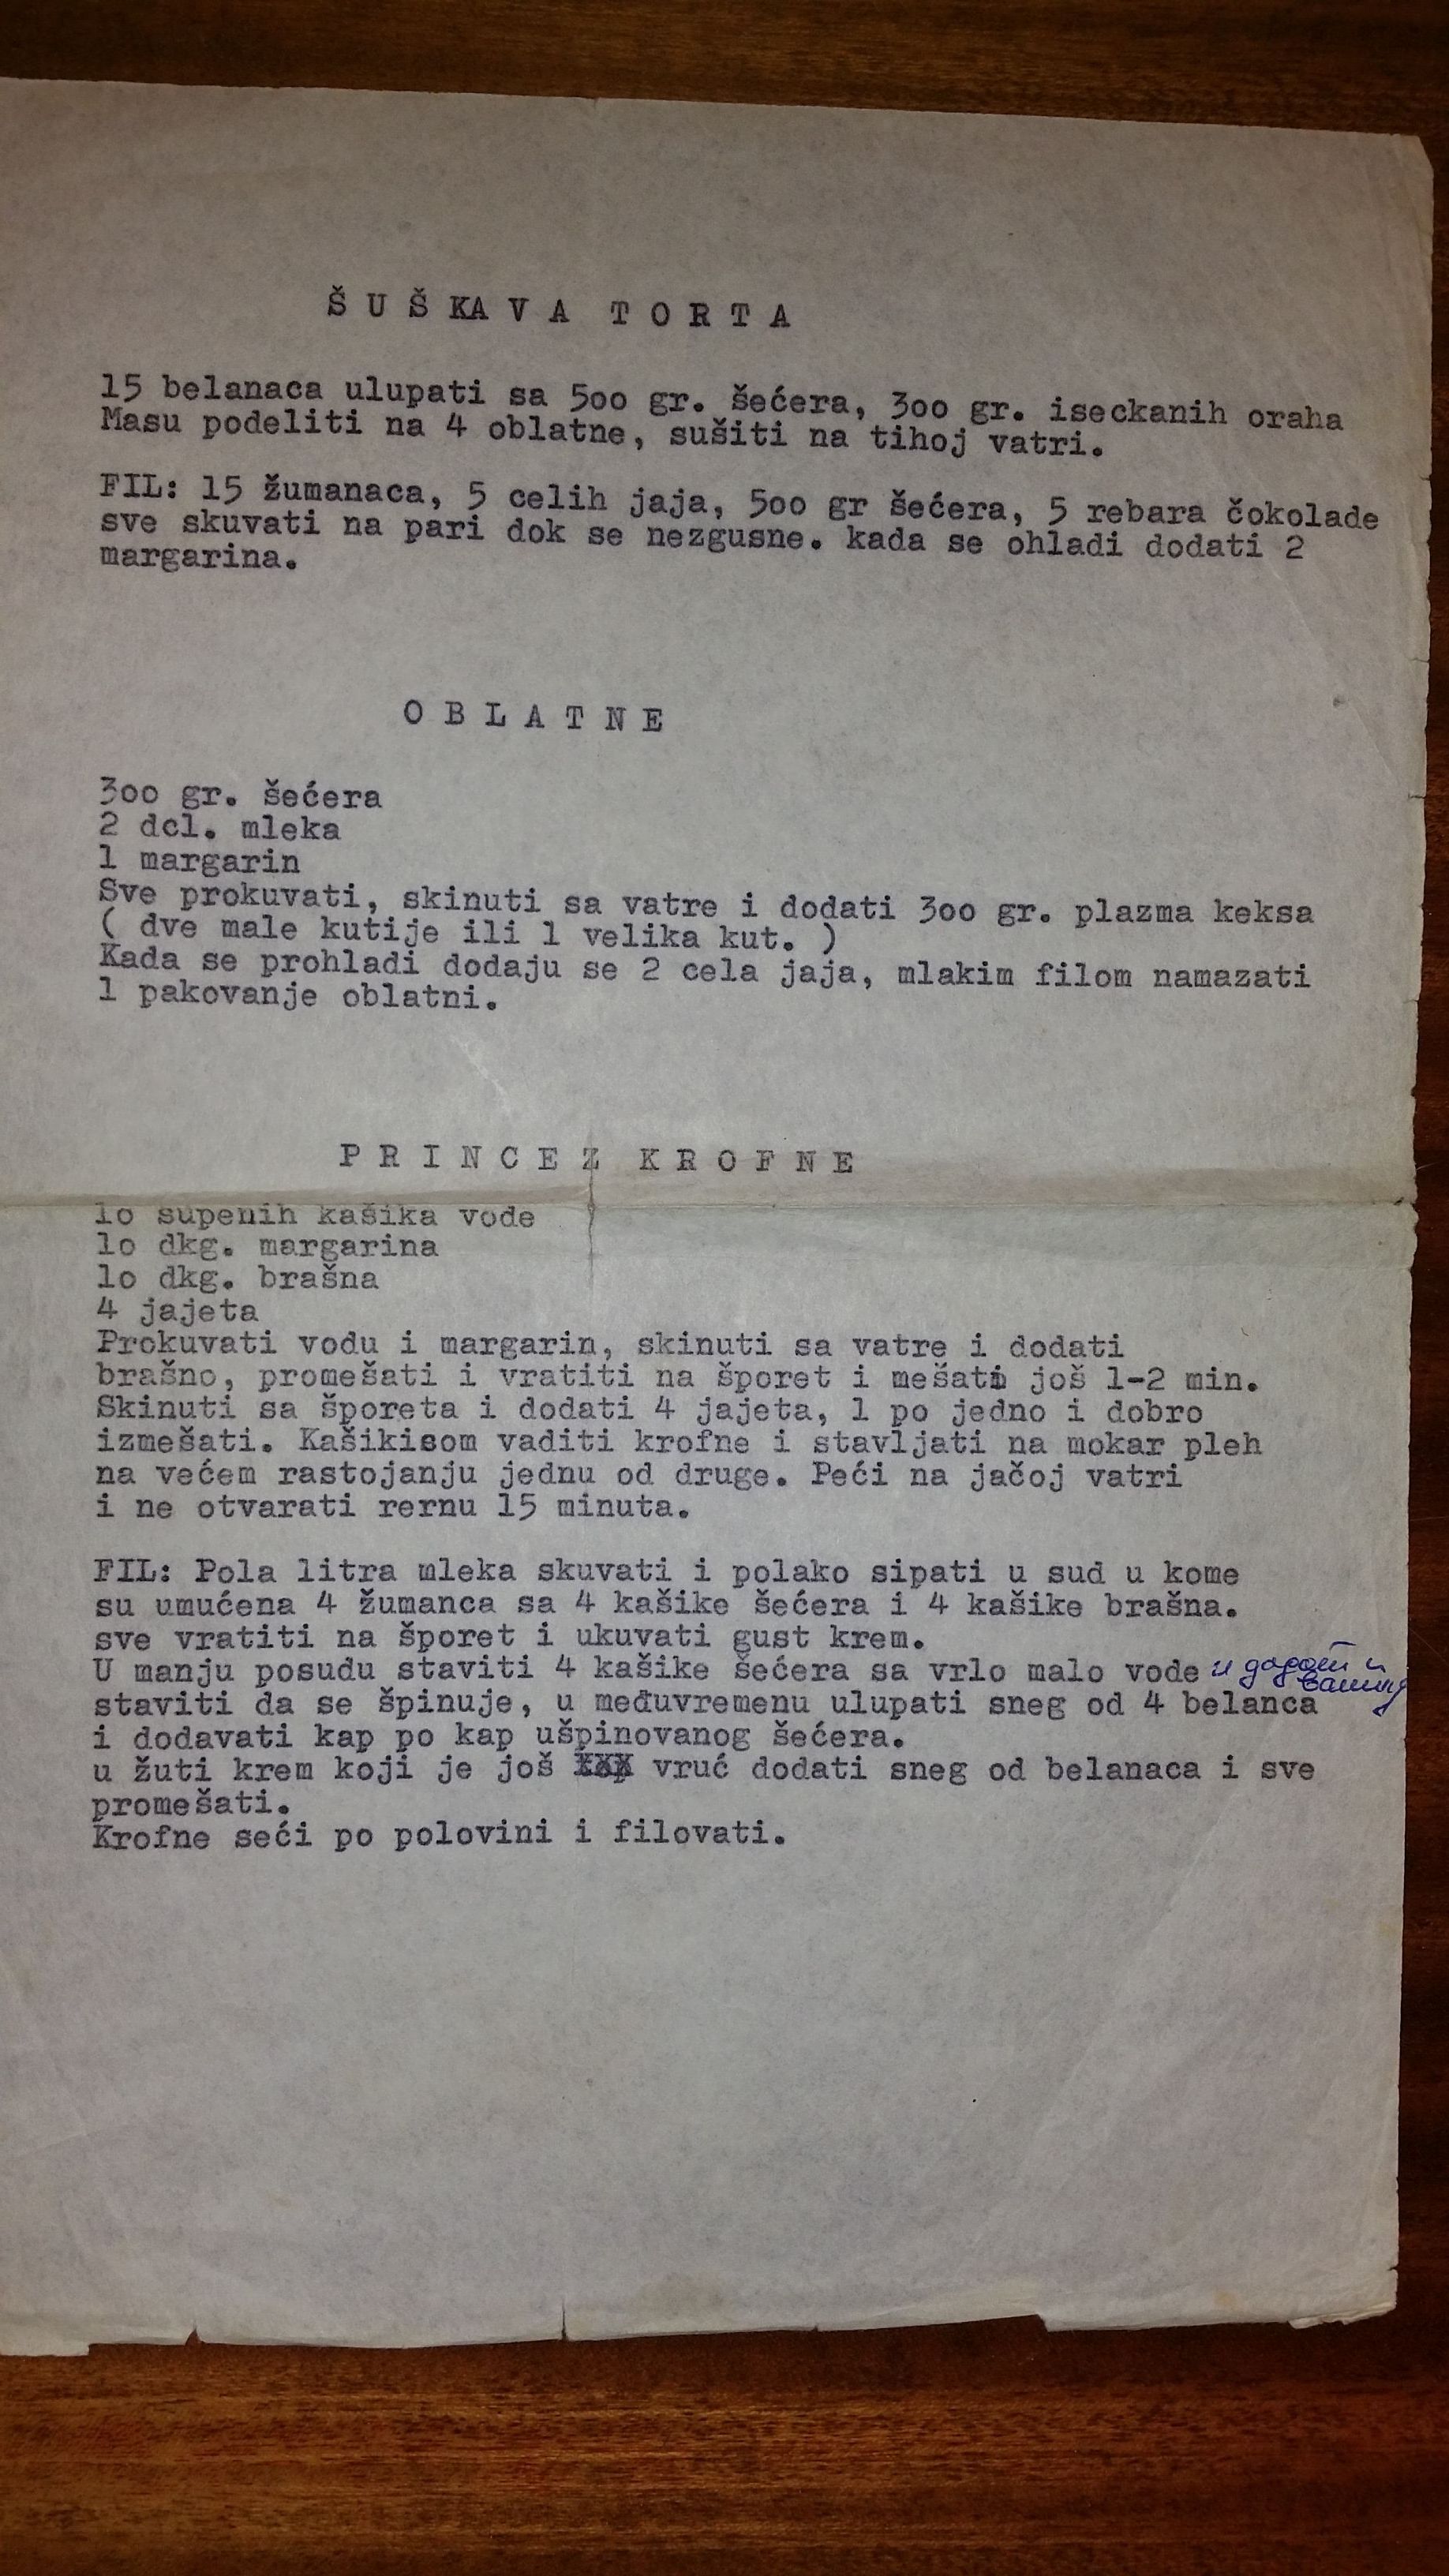 ŠUŠKAVA TORTA
15 belanaca ulupati sa 5oo gr. šećera, 3oo gr. iseckanih oraha
Masu podeliti na 4 oblatne, sušiti na tihoj vatri.
FIL: 15 žumanaca, 5 celih jaja, 5oo gr šećera, 5 rebara čokolade
sve skuvati na pari dok se nezgusne. kada se ohladi dodati 2
margarina.
OBLATNE
3oo gr. šećera
2 dcl. mleka
1 margarin
Sve prokuvati, skinuti sa vatre i dodati 3oo gr. plazma keksa
( dve male kutije ili 1 velika kut. )
Kada se prohladi dodaju se 2 cela jaja, mlakim filom namazati
1 pakovanje oblatni.
PRINCEZ KROFNE
1o supenih kašika vode
1o dkg. margarina
1o dkg. brašna
4 jajeta
Prokuvati vodu i margarin, skinuti sa vatre i dodati
brašno, promešati i vratiti na šporet i mešati još 1-2 min.
Skinuti sa šporeta i dodati 4 jajeta, 1 po jedno i dobro
izmešati. Kašikicom vaditi krofne i stavljati na mokar pleh
na većem rastojanju jednu od druge. Peći na jačoj vatri
i ne otvarati rernu 15 minuta.
FIL: Pola litra mleka skuvati i polako sipati u sud u kome
su umućena 4 žumanca sa 4 kašike šećera i 4 kašike brašna.
sve vratiti na šporet i ukuvati gust krem.
U manju posudu staviti 4 kašike šećera sa vrlo malo vode и додати
staviti da se špinuje, u međuvremenu ulupati sneg od 4 belanca
i dodavati kap po kap ušpinovanog šećera.
u žuti krem koji je još vruć dodati sneg od belanaca i sve
promešati.
Krofne seći po polovini i filovati.